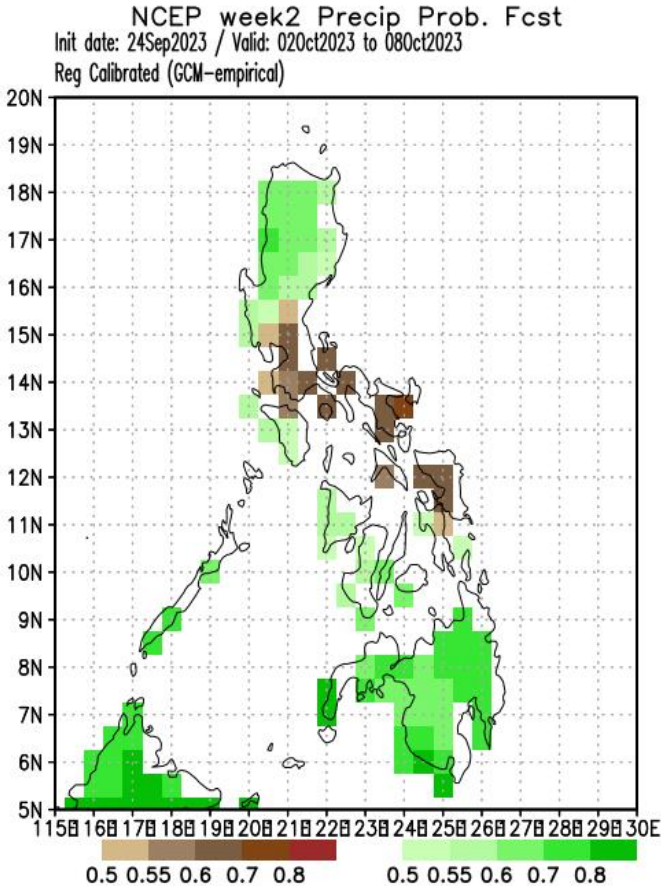 NCEP week2 Precip Prob. Fcst
Init date: 24Sep2023 / Valid: 02Oct2023 to 08Oct2023
Reg Calibrated (GCM-empirical)
20N
19N
18N
17N
16N
15N
14N
13N
12N
11N
10N
9N
8N
7N
6N
5N
115E 116E 117E 118E 119E 120E 121E 122E 123E 124E 125E 126E 127E 128E 129E 130E
0.5 0.55 0.6 0.7 0.8 0.5 0.55 0.6 0.7 0.8